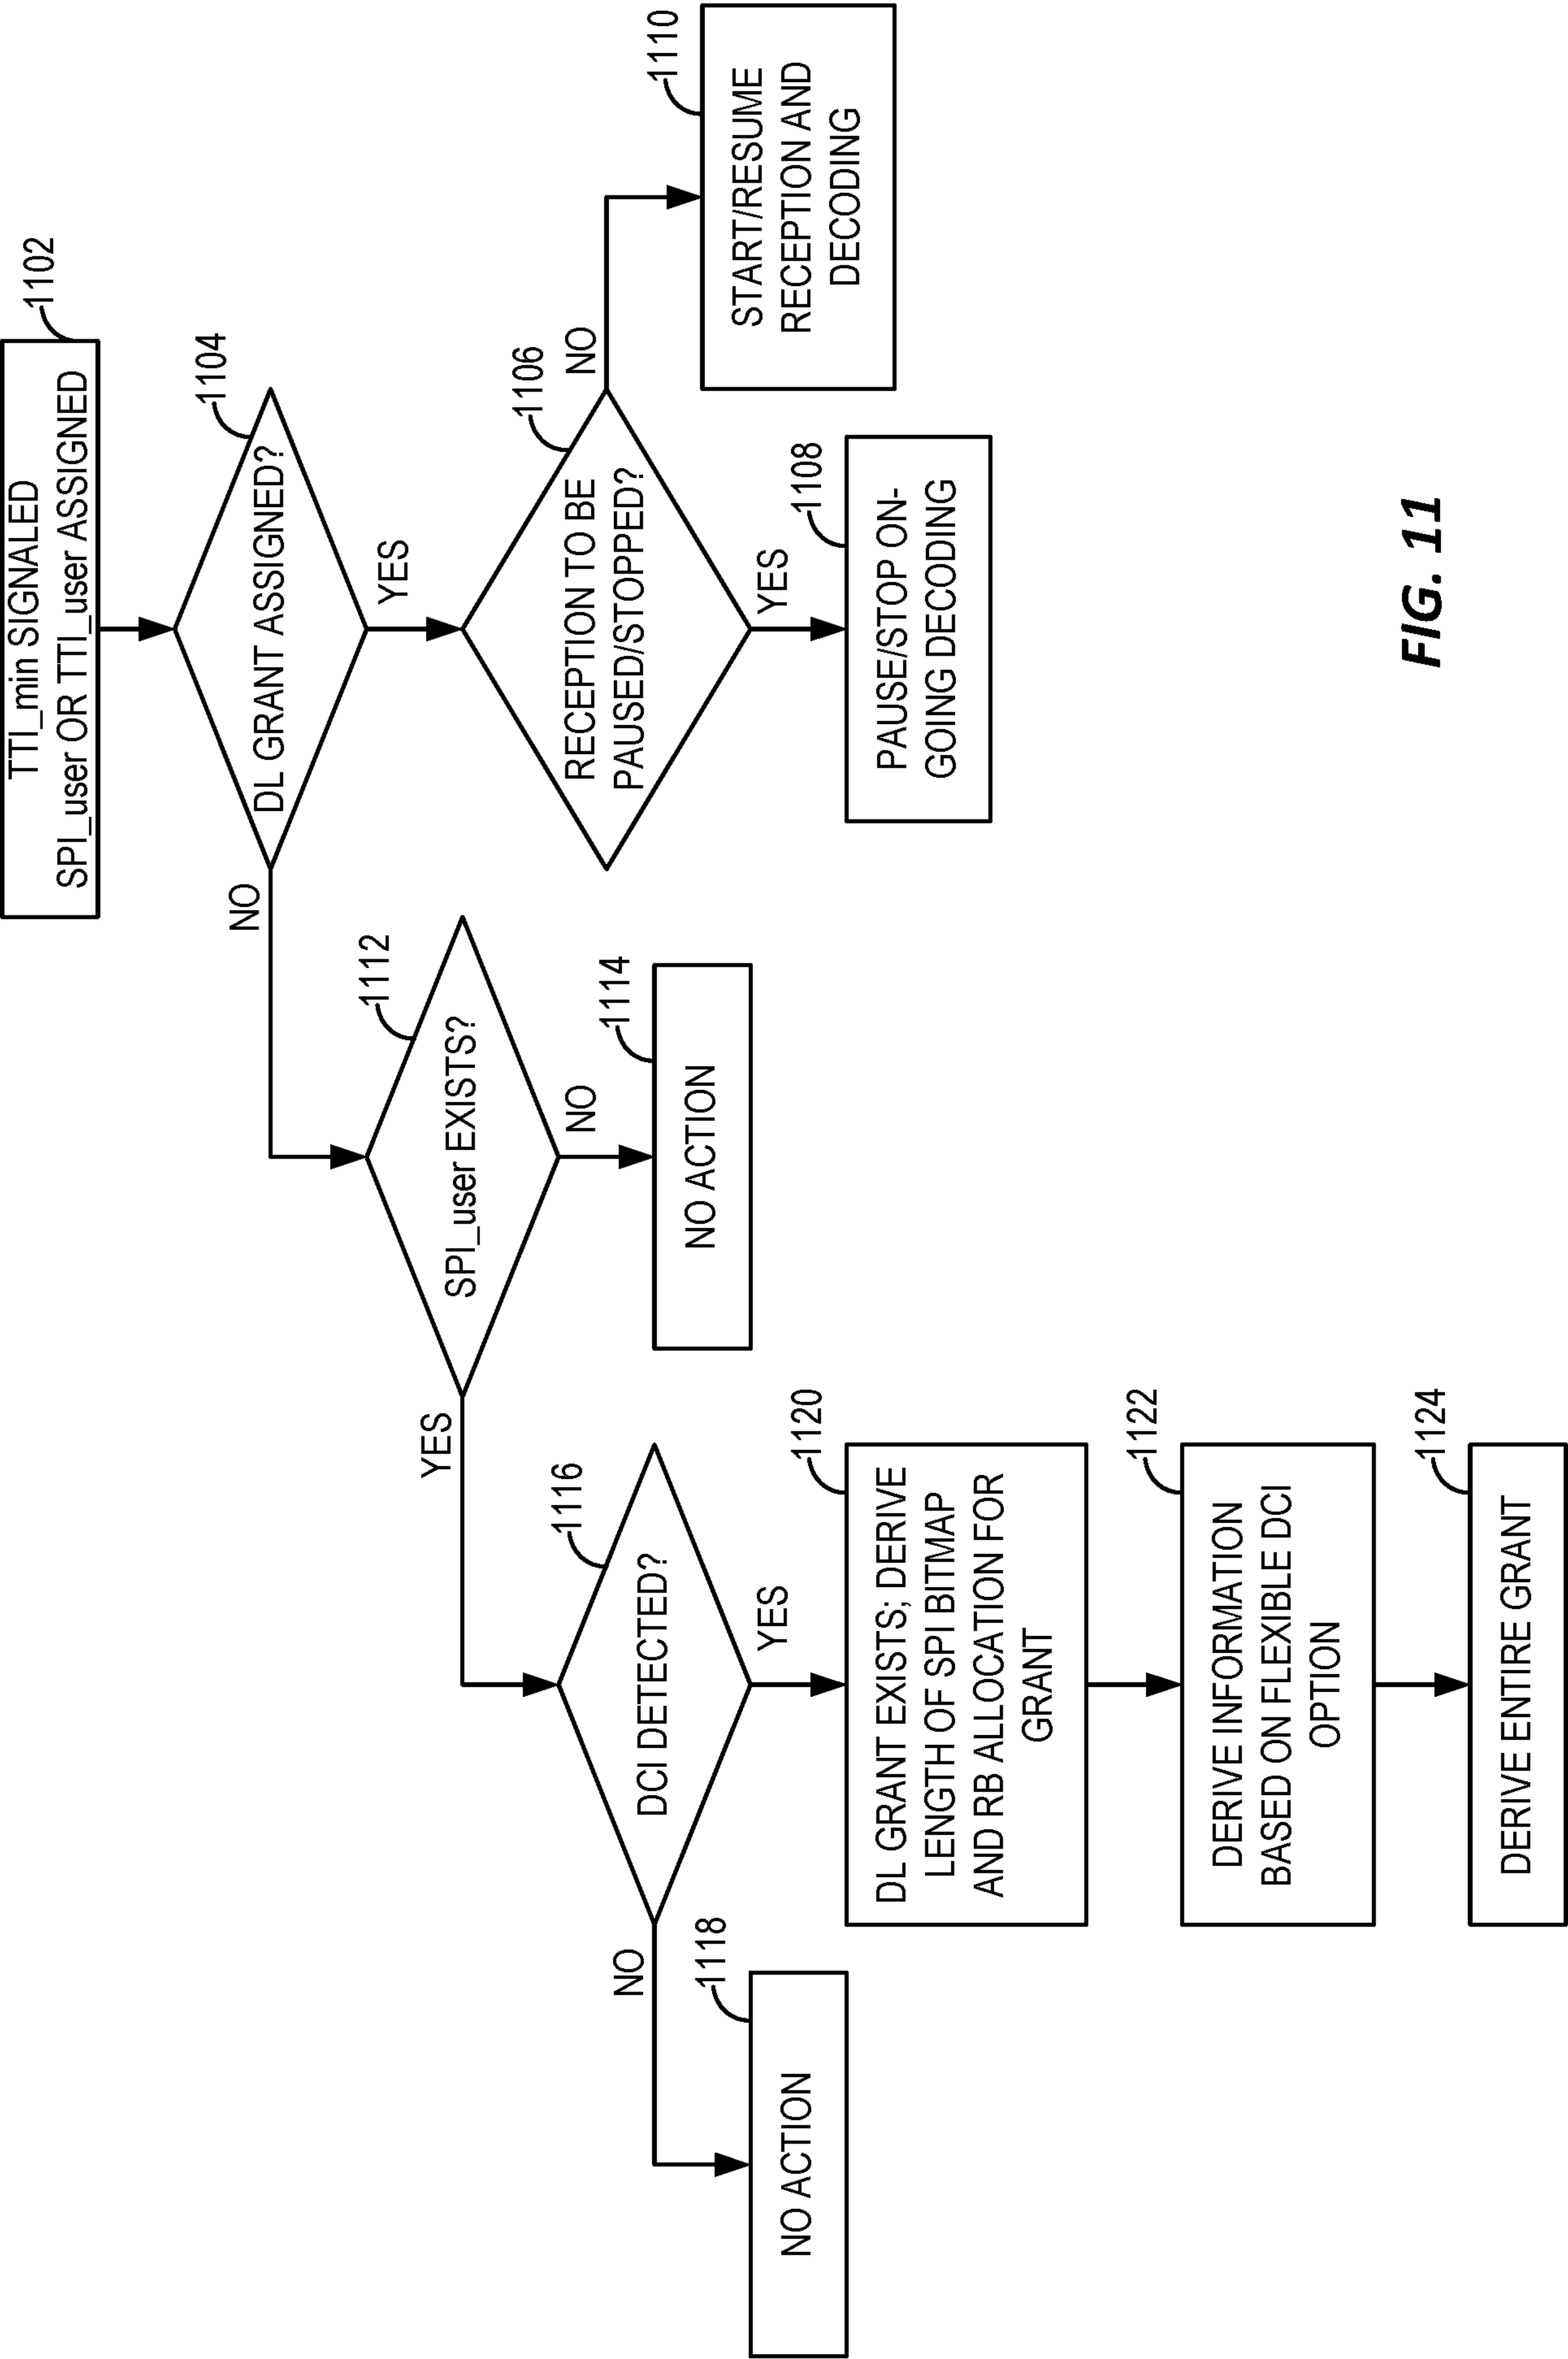 TTI_min SIGNALED
SPI_user OR TTI_user ASSIGNED
1102
DL GRANT ASSIGNED?
1104
NO
YES
RECEPTION TO BE
PAUSED/STOPPED?
1106
NO
YES
START/RESUME
RECEPTION AND
DECODING
1110
PAUSE/STOP ON-
GOING DECODING
1108
SPI_user EXISTS?
1112
YES
NO
NO ACTION
1114
DCI DETECTED?
1116
NO
YES
NO ACTION
1118
DL GRANT EXISTS; DERIVE
LENGTH OF SPI BITMAP
AND RB ALLOCATION FOR
GRANT
1120
DERIVE INFORMATION
BASED ON FLEXIBLE DCI
OPTION
1122
DERIVE ENTIRE GRANT
1124
FIG. 11